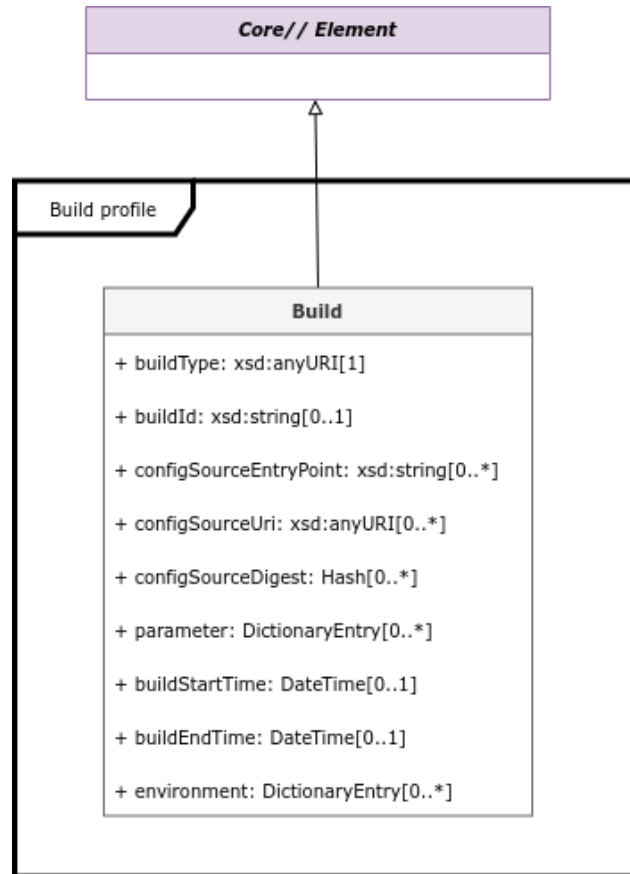 Core// Element
Build profile
Build
+ buildType: xsd:anyURI[1]
+ buildId: xsd:string[0..1]
+ configSourceEntryPoint: xsd:string[0..*]
+ configSourceUri: xsd:anyURI[0..*]
+ configSourceDigest: Hash[0..*]
+ parameter: DictionaryEntry[0..*]
+ buildStartTime: DateTime[0..1]
+ buildEndTime: DateTime[0..1]
+ environment: DictionaryEntry[0..*]